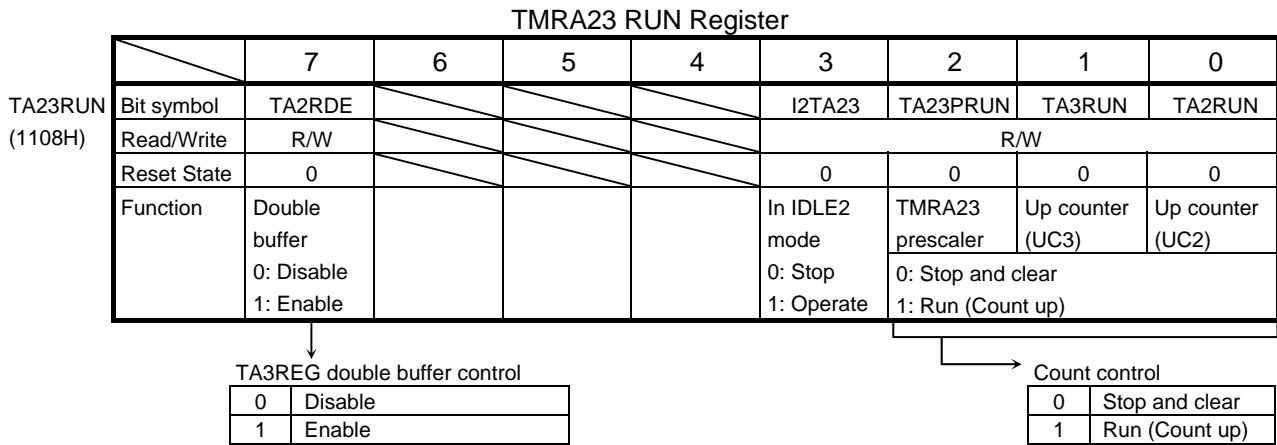 TMRA23 RUN Register
7 6 5 4 3 2 1 0
TA23RUN Bit symbol TA2RDE I2TA23 TA23PRUN TA3RUN TA2RUN
(1108H) Read/Write R/W R/W
Reset State 0 0 0 0 0
Function Double In IDLE2 TMRA23 Up counter Up counter
buffer mode prescaler (UC3) (UC2)
0: Disable 0: Stop 0: Stop and clear
1: Enable 1: Operate 1: Run (Count up)
TA3REG double buffer control Count control
0 Disable 0 Stop and clear
1 Enable 1 Run (Count up)